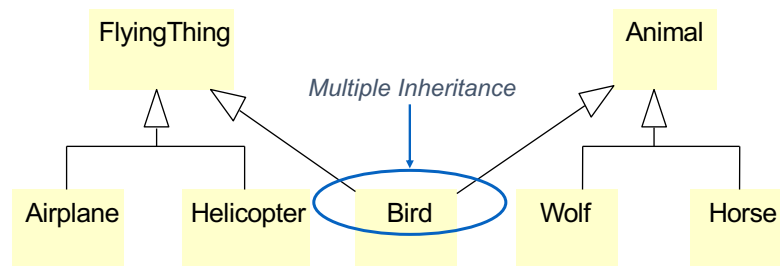 FlyingThing
Animal
Multiple Inheritance
Airplane
Helicopter
Bird
Wolf
Horse